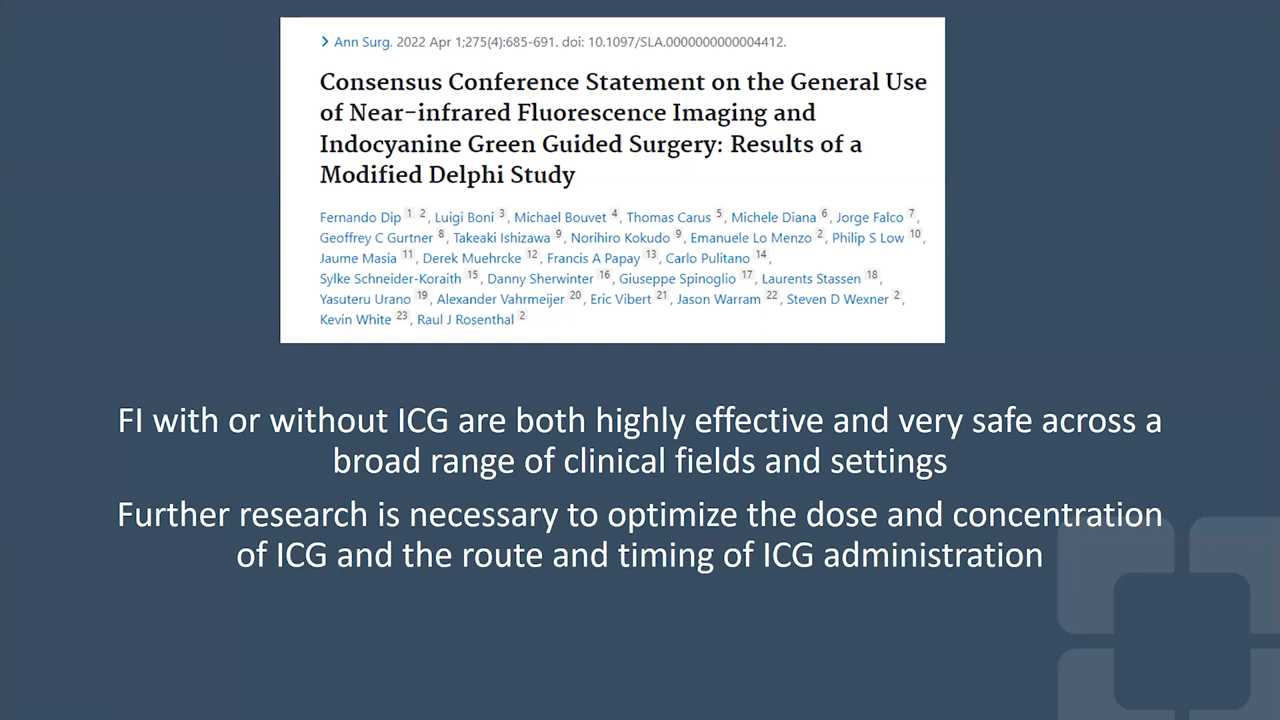 > Ann Surg. 2022 Apr 1;275(4):685-691. doi: 10.1097/SLA.0000000000004412.
Consensus Conference Statement on the General Use
of Near-infrared Fluorescence Imaging and
Indocyanine Green Guided Surgery: Results of a
Modified Delphi Study
Fernando Dip 1 2, Luigi Boni 3, Michael Bouvet 4, Thomas Carus 5, Michele Diana 6, Jorge Falco 7,
Geoffrey C Gurtner 8, Takeaki Ishizawa 9, Norihiro Kokudo 9, Emanuele Lo Menzo 2, Philip S Low 10,
Jaume Masia 11, Derek Muehrcke 12, Francis A Papay 13, Carlo Pulitano 14,
Sylke Schneider-Koraith 15, Danny Sherwinter 16, Giuseppe Spinoglio 17, Laurents Stassen 18,
Yasuteru Urano 19, Alexander Vahrmeijer 20, Eric Vibert 21, Jason Warram 22, Steven D Wexner 2,
Kevin White 23, Raul J Rosenthal 2
FI with or without ICG are both highly effective and very safe across a
broad range of clinical fields and settings
Further research is necessary to optimize the dose and concentration
of ICG and the route and timing of ICG administration